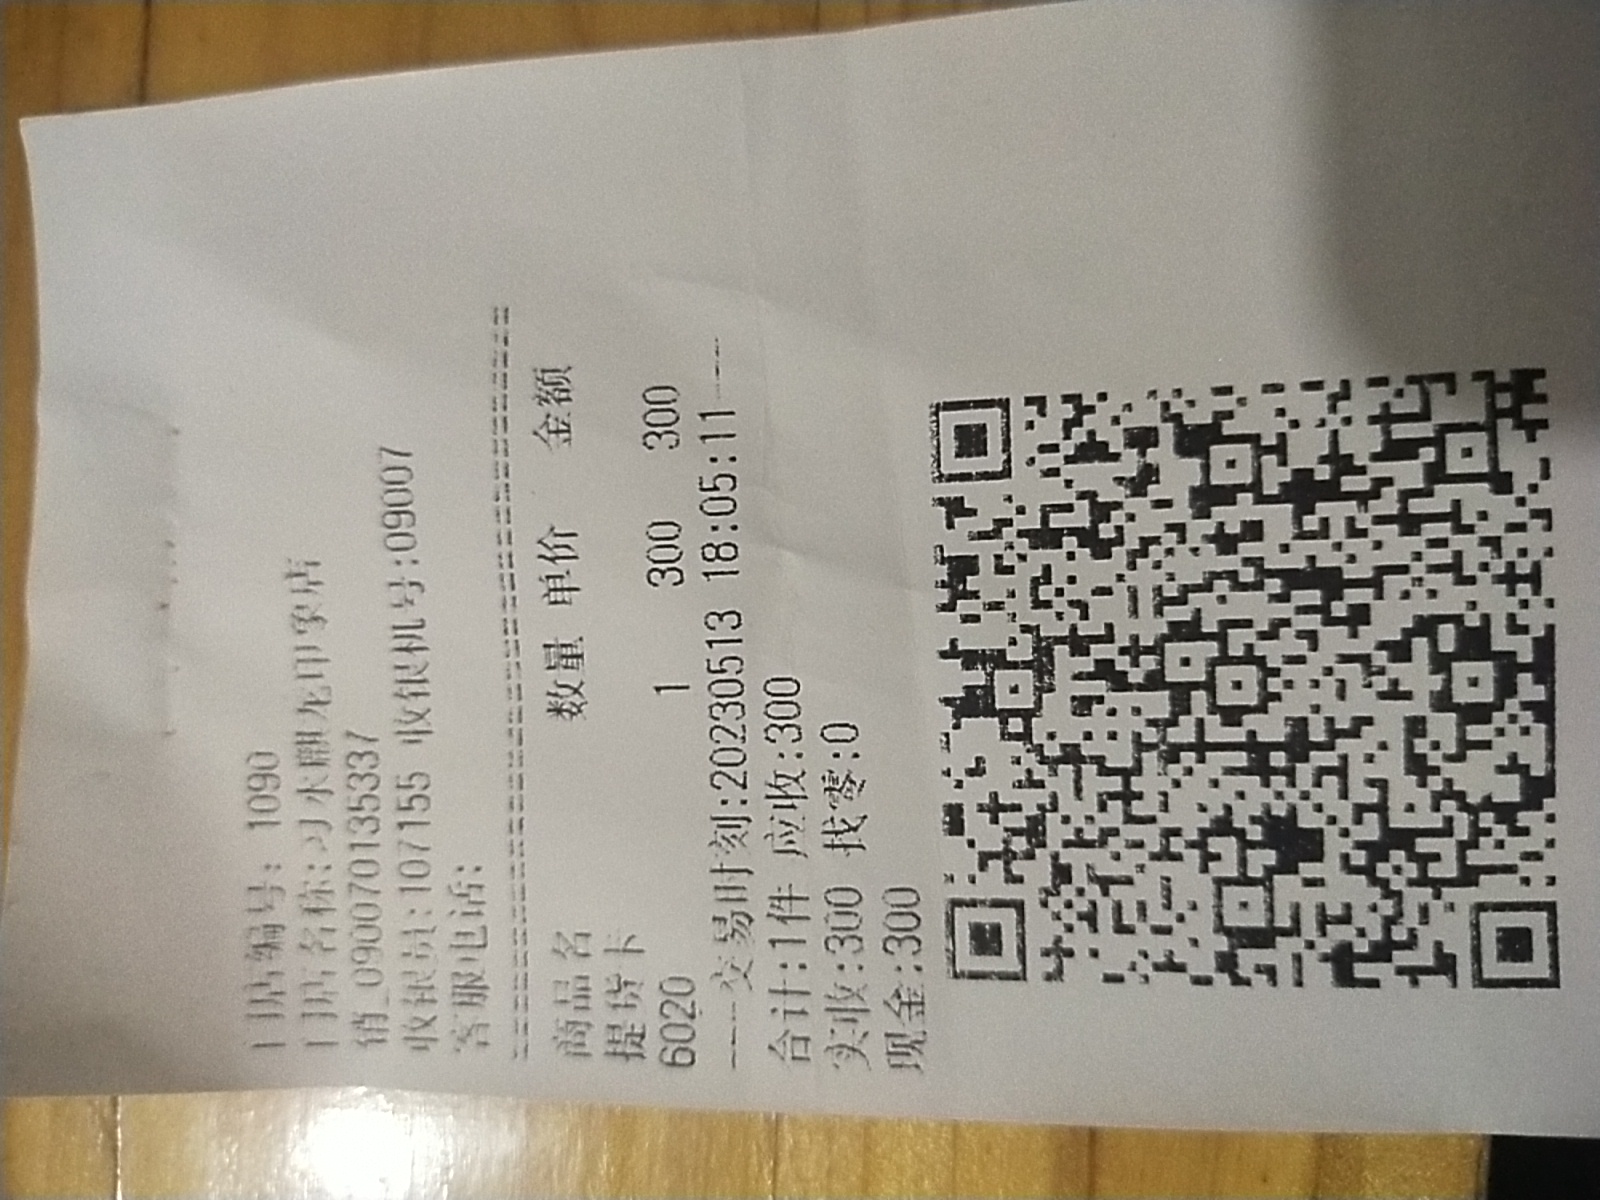 门店编号: 1090
门店名称:习水麒龙印象店
销_090070135337
收银员:107155 收银机号:09007
客服电话:
商品名 数量 单价 金额
提货卡
6020 1 300 300
----交易时刻:20230513 18:05:11----
合计:1件 应收:300
实收:300 找零:0
现金:300